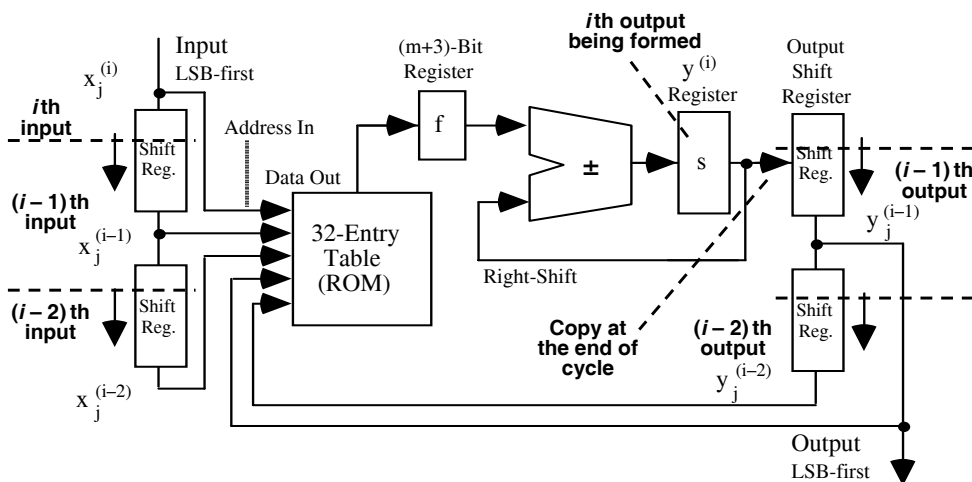 Input
LSB-first
x_j^(i)
(m+3)-Bit
Register
ith output
being formed
y^(i)
Register
Output
Shift
Register
ith
input
Shift
Reg.
Address In
f
±
s
Shift
Reg.
(i – 1)th
output
(i – 1)th
input
Data Out
x_j^(i–1)
32-Entry
Table
(ROM)
Right-Shift
y_j^(i–1)
(i – 2)th
input
Shift
Reg.
Copy at
the end of
cycle
(i – 2)th
output
Shift
Reg.
x_j^(i–2)
y_j^(i–2)
Output
LSB-first